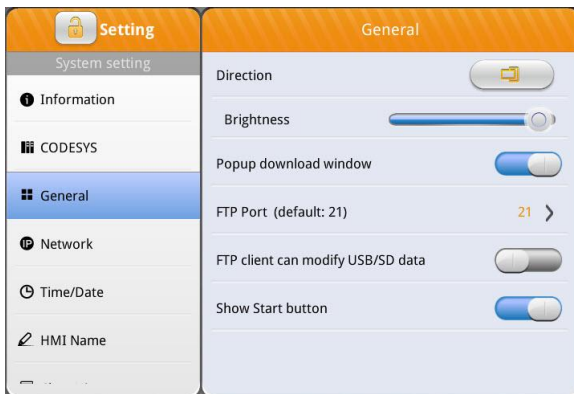 Setting
System setting
Information
CODESYS
General
Network
Time/Date
HMI Name
General
Direction
Brightness
Popup download window
FTP Port (default: 21) 21
FTP client can modify USB/SD data
Show Start button